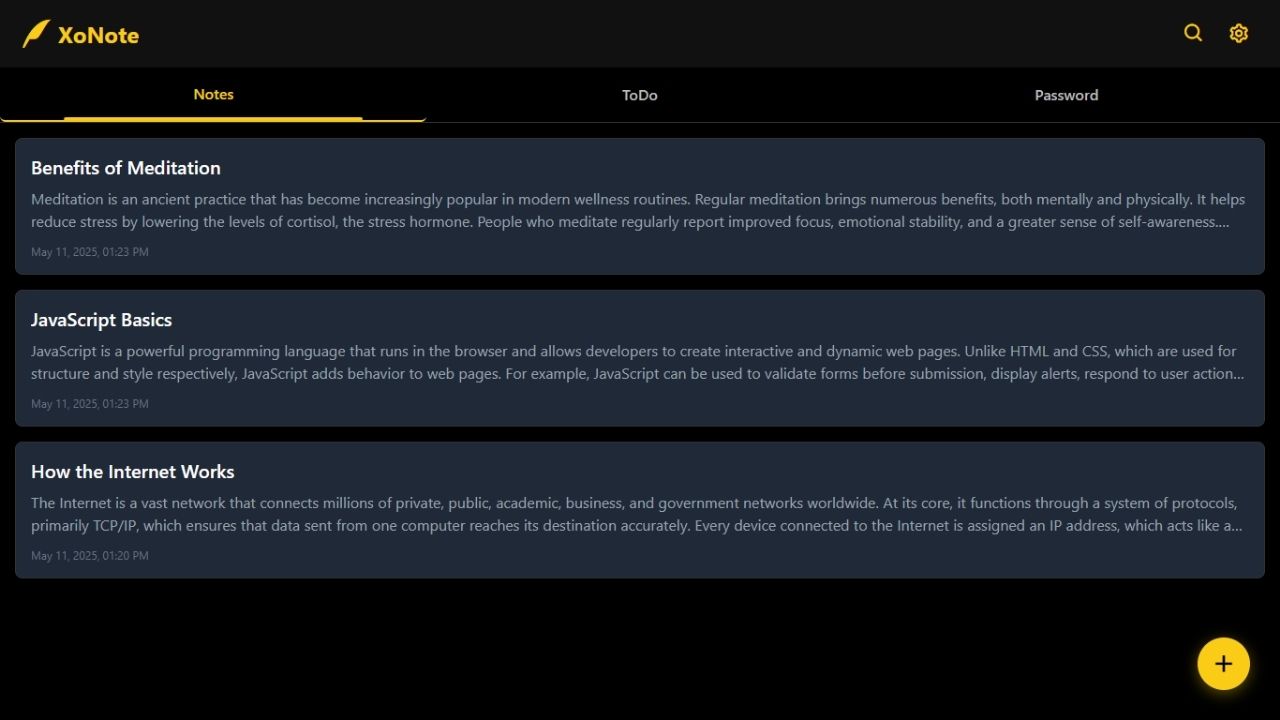 XoNote
Notes
ToDo
Password
Benefits of Meditation
Meditation is an ancient practice that has become increasingly popular in modern wellness routines. Regular meditation brings numerous benefits, both mentally and physically. It helps
reduce stress by lowering the levels of cortisol, the stress hormone. People who meditate regularly report improved focus, emotional stability, and a greater sense of self-awareness....
May 11, 2025, 01:23 PM
JavaScript Basics
JavaScript is a powerful programming language that runs in the browser and allows developers to create interactive and dynamic web pages. Unlike HTML and CSS, which are used for
structure and style respectively, JavaScript adds behavior to web pages. For example, JavaScript can be used to validate forms before submission, display alerts, respond to user action...
May 11, 2025, 01:23 PM
How the Internet Works
The Internet is a vast network that connects millions of private, public, academic, business, and government networks worldwide. At its core, it functions through a system of protocols,
primarily TCP/IP, which ensures that data sent from one computer reaches its destination accurately. Every device connected to the Internet is assigned an IP address, which acts like a...
May 11, 2025, 01:20 PM